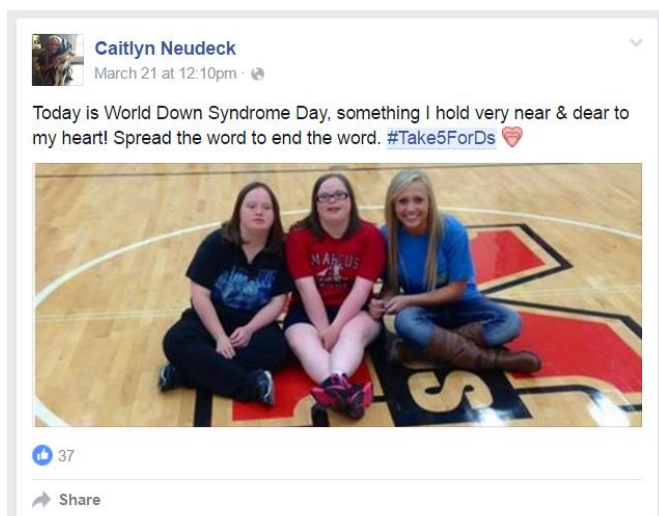 Caitlyn Neudeck
March 21 at 12:10pm ·
Today is World Down Syndrome Day, something I hold very near & dear to
my heart! Spread the word to end the word. #Take5ForDs
MARCUS
S
37
Share